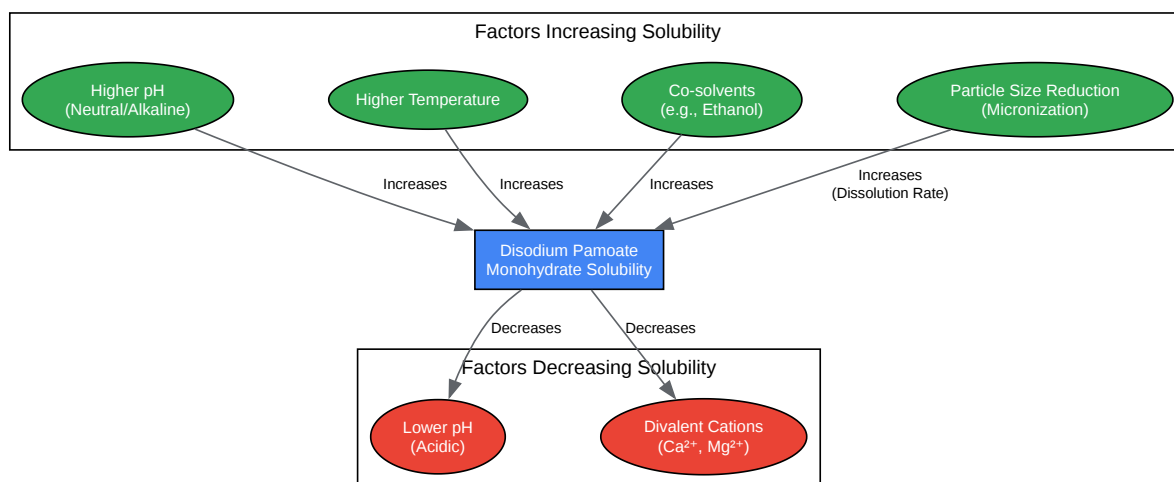 Factors Increasing Solubility
Higher pH
(Neutral/Alkaline)
Higher Temperature
Co-solvents
(e.g., Ethanol)
Particle Size Reduction
(Micronization)
Increases
Increases
Increases
Increases
(Dissolution Rate)
Disodium Pamoate
Monohydrate Solubility
Decreases
Decreases
Factors Decreasing Solubility
Lower pH
(Acidic)
Divalent Cations
(Ca²⁺, Mg²⁺)